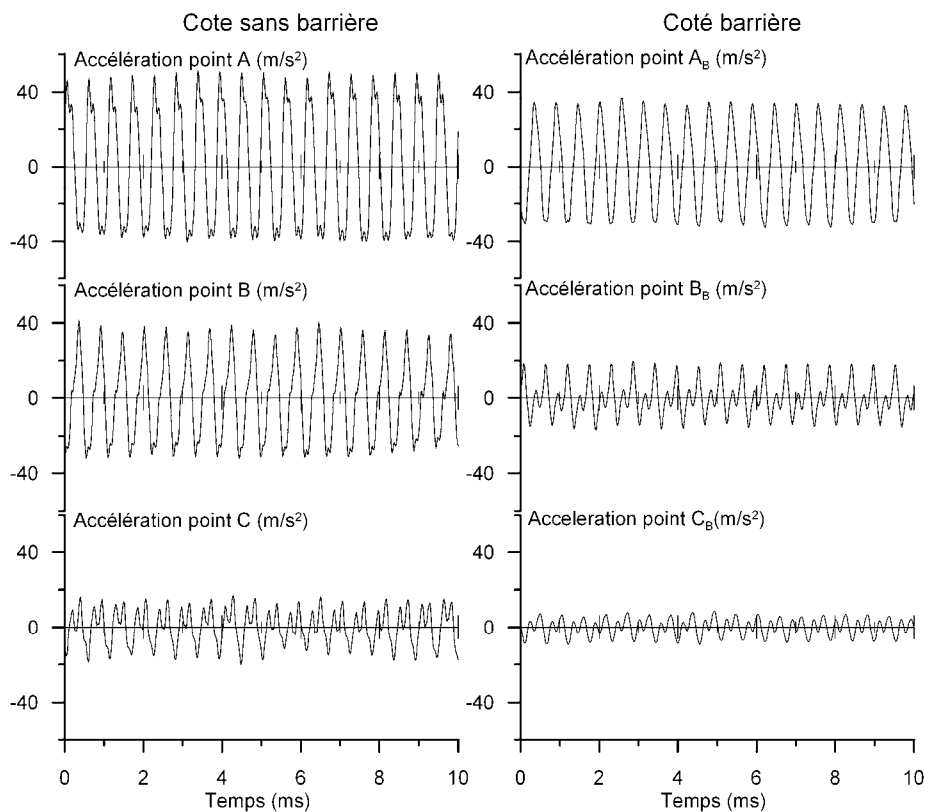 Cote sans barrière
Coté barrière
Accélération point A (m/s²)
40
0
-40
Accélération point A_B (m/s²)
40
0
-40
Accélération point B (m/s²)
40
0
-40
Accélération point B_B (m/s²)
40
0
-40
Accélération point C (m/s²)
40
0
-40
0 2 4 6 8 10
Temps (ms)
Acceleration point C_B(m/s²)
40
0
-40
0 2 4 6 8 10
Temps (ms)